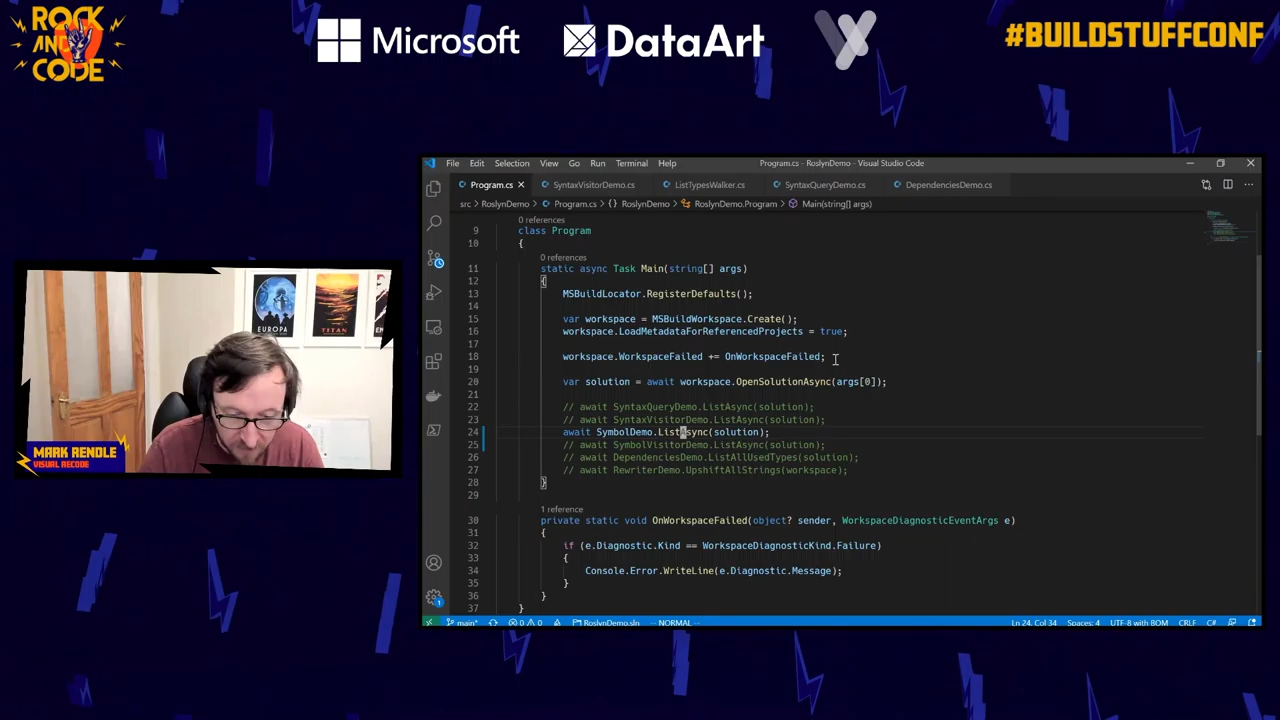 ROCK
AND
CODE
Microsoft
DataArt
#BUILDSTUFFCONF
File Edit Selection View Go Run Terminal Help
Program.cs - RoslynDemo - Visual Studio Code
Program.cs
SyntaxVisitorDemo.cs
ListTypesWalker.cs
SyntaxQueryDemo.cs
DependenciesDemo.cs
src > RoslynDemo > Program.cs > {} RoslynDemo > RoslynDemo.Program > Main(string[] args)
0 references
9 class Program
10 {
0 references
11 static async Task Main(string[] args)
12 {
13 MSBuildLocator.RegisterDefaults();
14
15 var workspace = MSBuildWorkspace.Create();
16 workspace.LoadMetadataForReferencedProjects = true;
17
18 workspace.WorkspaceFailed += OnWorkspaceFailed;
19
20 var solution = await workspace.OpenSolutionAsync(args[0]);
21
22 // await SyntaxQueryDemo.ListAsync(solution);
23 // await SyntaxVisitorDemo.ListAsync(solution);
24 await SymbolDemo.ListAsync(solution);
25 // await SymbolVisitorDemo.ListAsync(solution);
26 // await DependenciesDemo.ListAllUsedTypes(solution);
27 // await RewriterDemo.UpshiftAllStrings(workspace);
28 }
29
1 reference
30 private static void OnWorkspaceFailed(object? sender, WorkspaceDiagnosticEventArgs e)
31 {
32 if (e.Diagnostic.Kind == WorkspaceDiagnosticKind.Failure)
33 {
34 Console.Error.WriteLine(e.Diagnostic.Message);
35 }
36 }
37 }
main* 0 0 RoslynDemo.sln -- NORMAL -- Ln 24, Col 34 Spaces: 4 UTF-8 with BOM CRLF C#
EUROPA
TITAN
MARK RENDLE
VISUAL RECODE